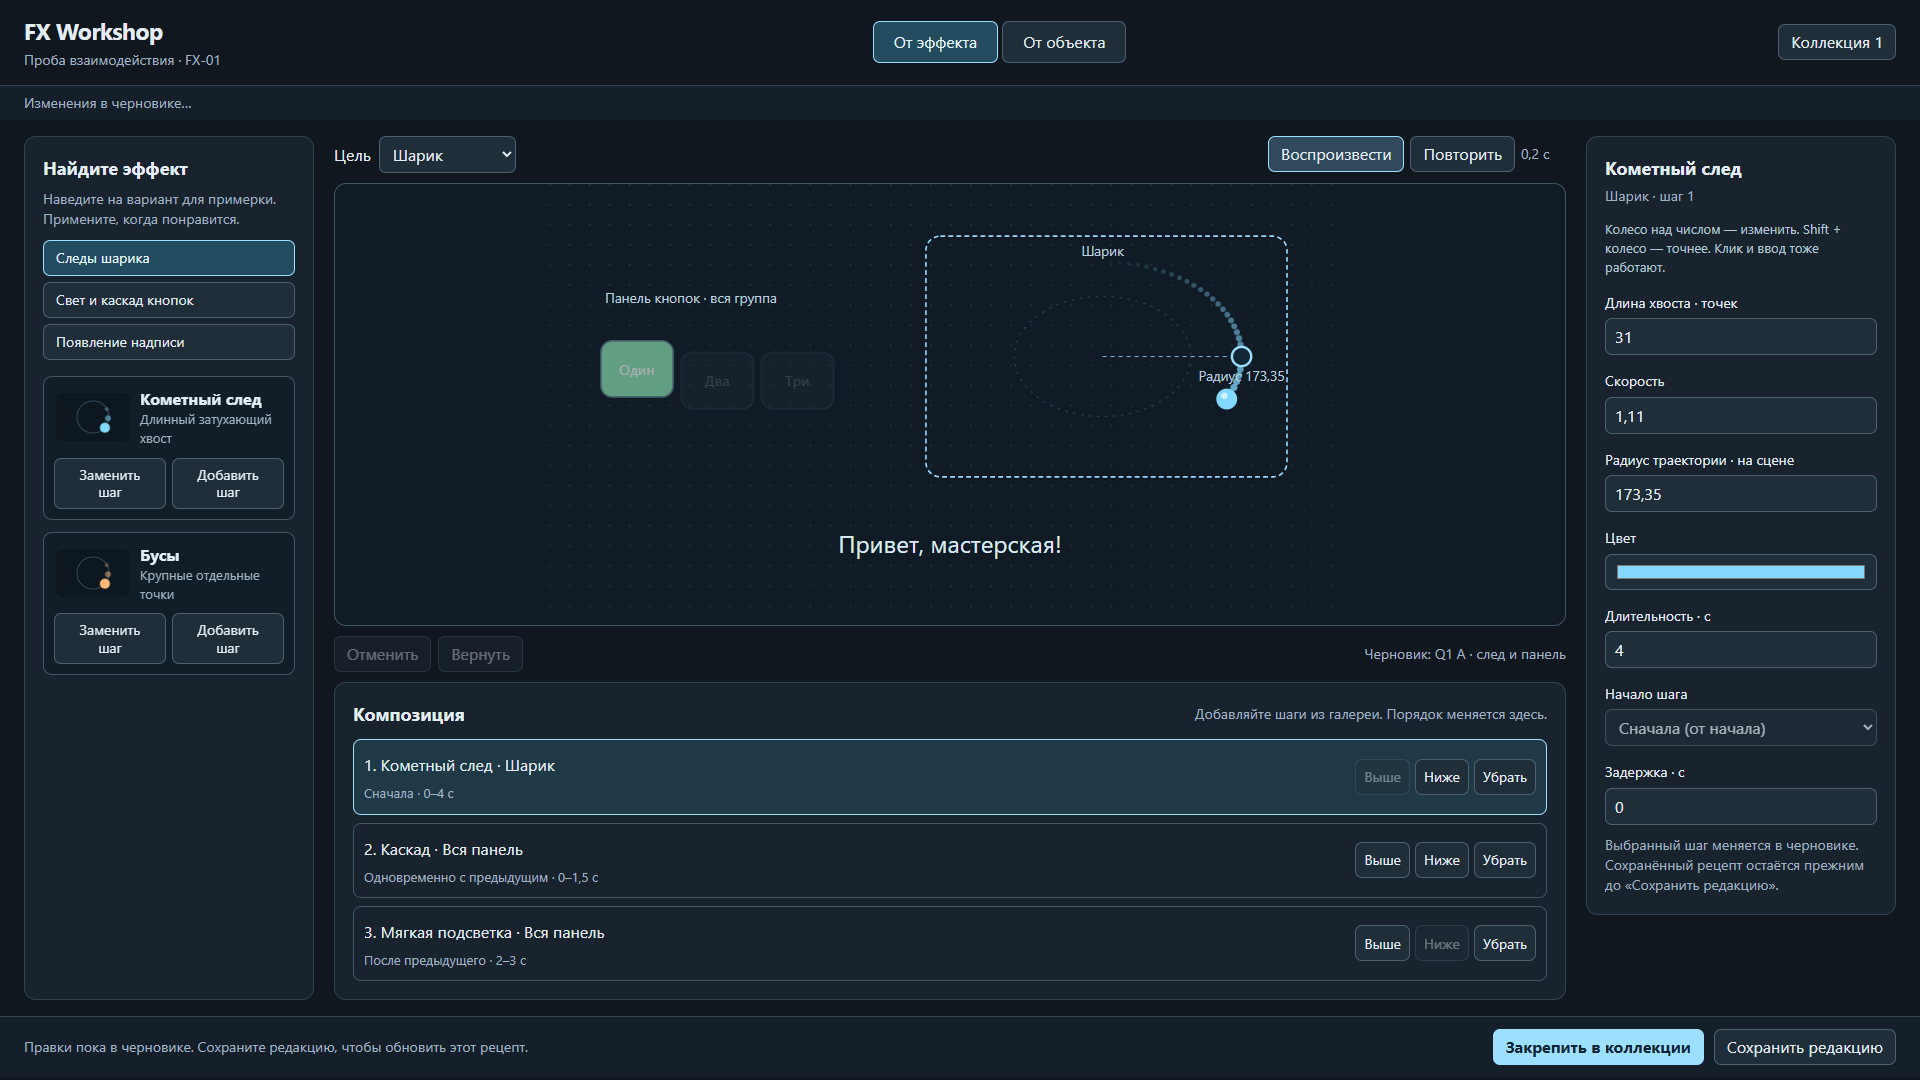 FX Workshop
Проба взаимодействия · FX-01
От эффекта
От объекта
Коллекция 1
Изменения в черновике...
Найдите эффект
Наведите на вариант для примерки.
Примените, когда понравится.
Следы шарика
Свет и каскад кнопок
Появление надписи
Кометный след
Длинный затухающий
хвост
Заменить
шаг
Добавить
шаг
Бусы
Крупные отдельные
точки
Заменить
шаг
Добавить
шаг
Цель
Шарик
Воспроизвести
Повторить
0,2 с
Шарик
Панель кнопок · вся группа
Один
Два
Три
Радиус 173,35
Привет, мастерская!
Отменить
Вернуть
Черновик: Q1 A · след и панель
Композиция
Добавляйте шаги из галереи. Порядок меняется здесь.
1. Кометный след · Шарик
Сначала · 0–4 с
Выше
Ниже
Убрать
2. Каскад · Вся панель
Одновременно с предыдущим · 0–1,5 с
Выше
Ниже
Убрать
3. Мягкая подсветка · Вся панель
После предыдущего · 2–3 с
Выше
Ниже
Убрать
Кометный след
Шарик · шаг 1
Колесо над числом — изменить. Shift +
колесо — точнее. Клик и ввод тоже
работают.
Длина хвоста · точек
31
Скорость
1,11
Радиус траектории · на сцене
173,35
Цвет
Длительность · с
4
Начало шага
Сначала (от начала)
Задержка · с
0
Выбранный шаг меняется в черновике.
Сохранённый рецепт остаётся прежним
до «Сохранить редакцию».
Правки пока в черновике. Сохраните редакцию, чтобы обновить этот рецепт.
Закрепить в коллекции
Сохранить редакцию